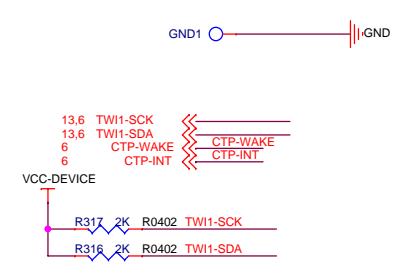 GND1 GND
13,6 TWI1-SCK
13,6 TWI1-SDA
6 CTP-WAKE CTP-WAKE
6 CTP-INT CTP-INT
VCC-DEVICE
R317 2K R0402 TWI1-SCK
R316 2K R0402 TWI1-SDA